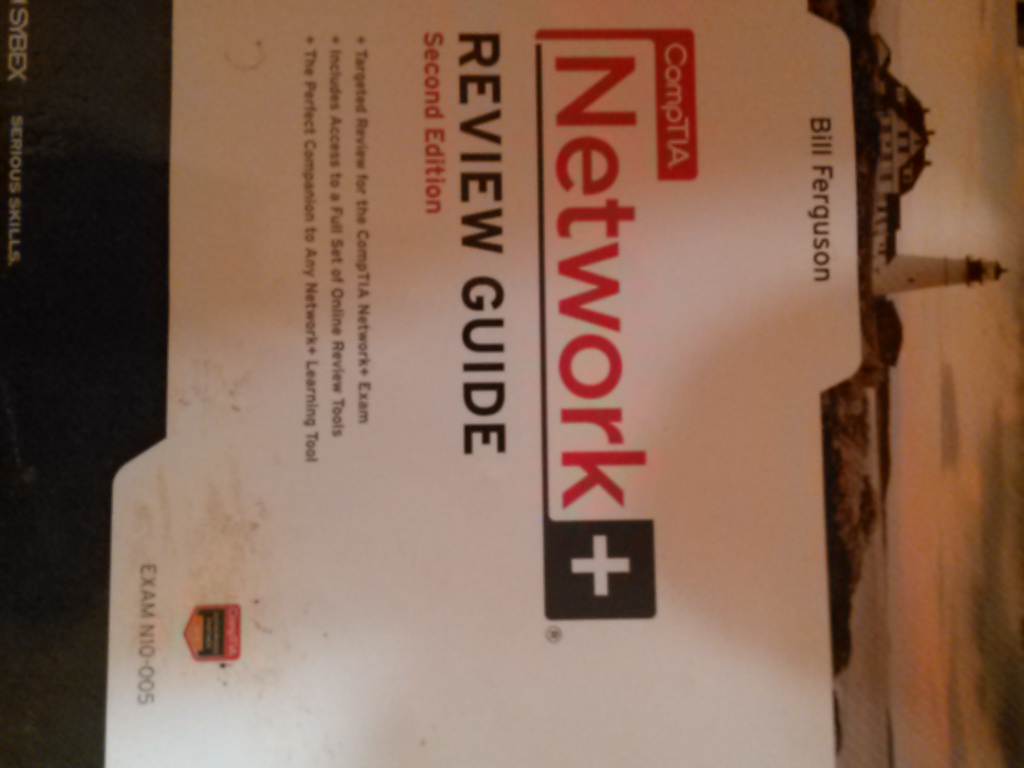 Bill Ferguson
CompTIA
Network+®
REVIEW GUIDE
Second Edition
+ Targeted Review for the CompTIA Network+ Exam
+ Includes Access to a Full Set of Online Review Tools
+ The Perfect Companion to Any Network+ Learning Tool
CompTIA
EXAM N10-005
SYBEX SERIOUS SKILLS.